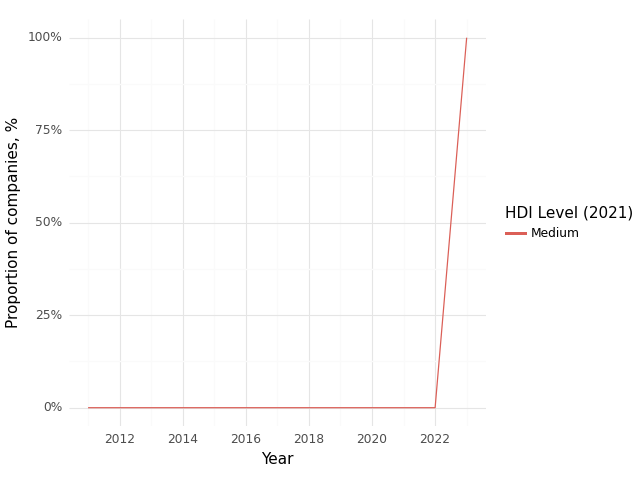 100%
75%
50%
25%
0%
2012 2014 2016 2018 2020 2022
Year
Proportion of companies, %
HDI Level (2021)
Medium